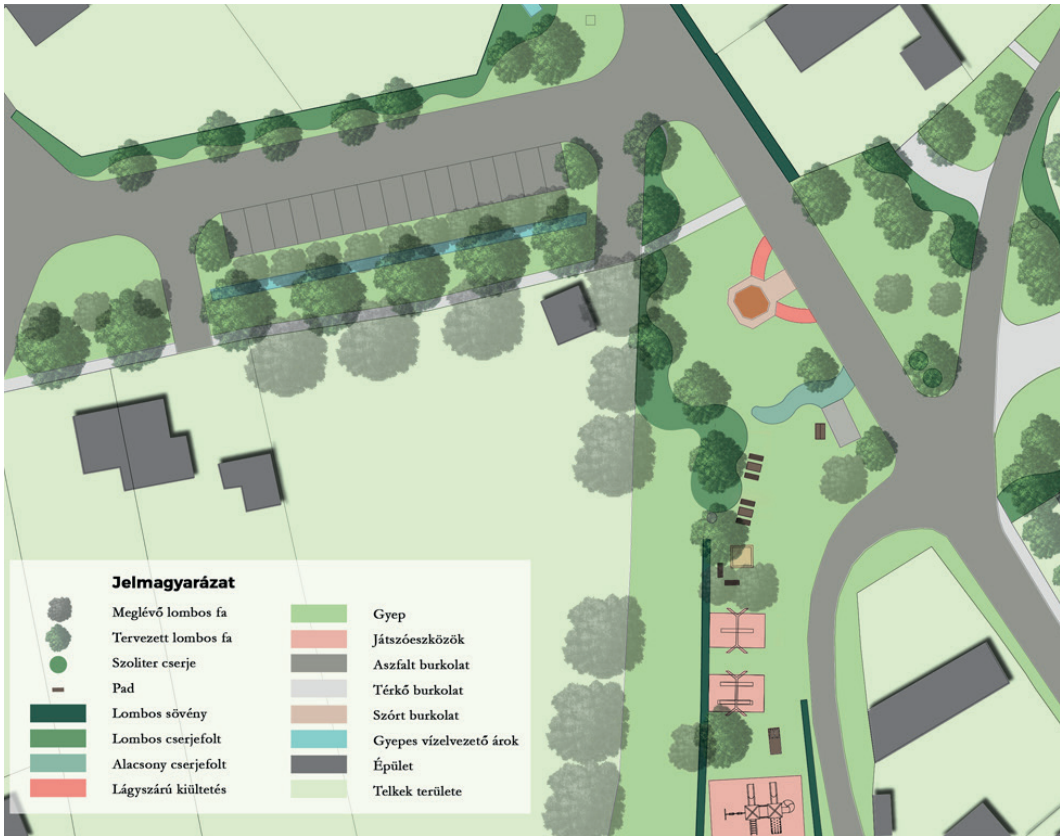 Jelmagyarázat
Meglévő lombos fa
Tervezett lombos fa
Szoliter cserje
Pad
Lombos sövény
Lombos cserjefolt
Alacsony cserjefolt
Lágyszárú kiültetés
Gyep
Játszóeszközök
Aszfalt burkolat
Térkő burkolat
Szórt burkolat
Gyepes vízelvezető árok
Épület
Telkek területe